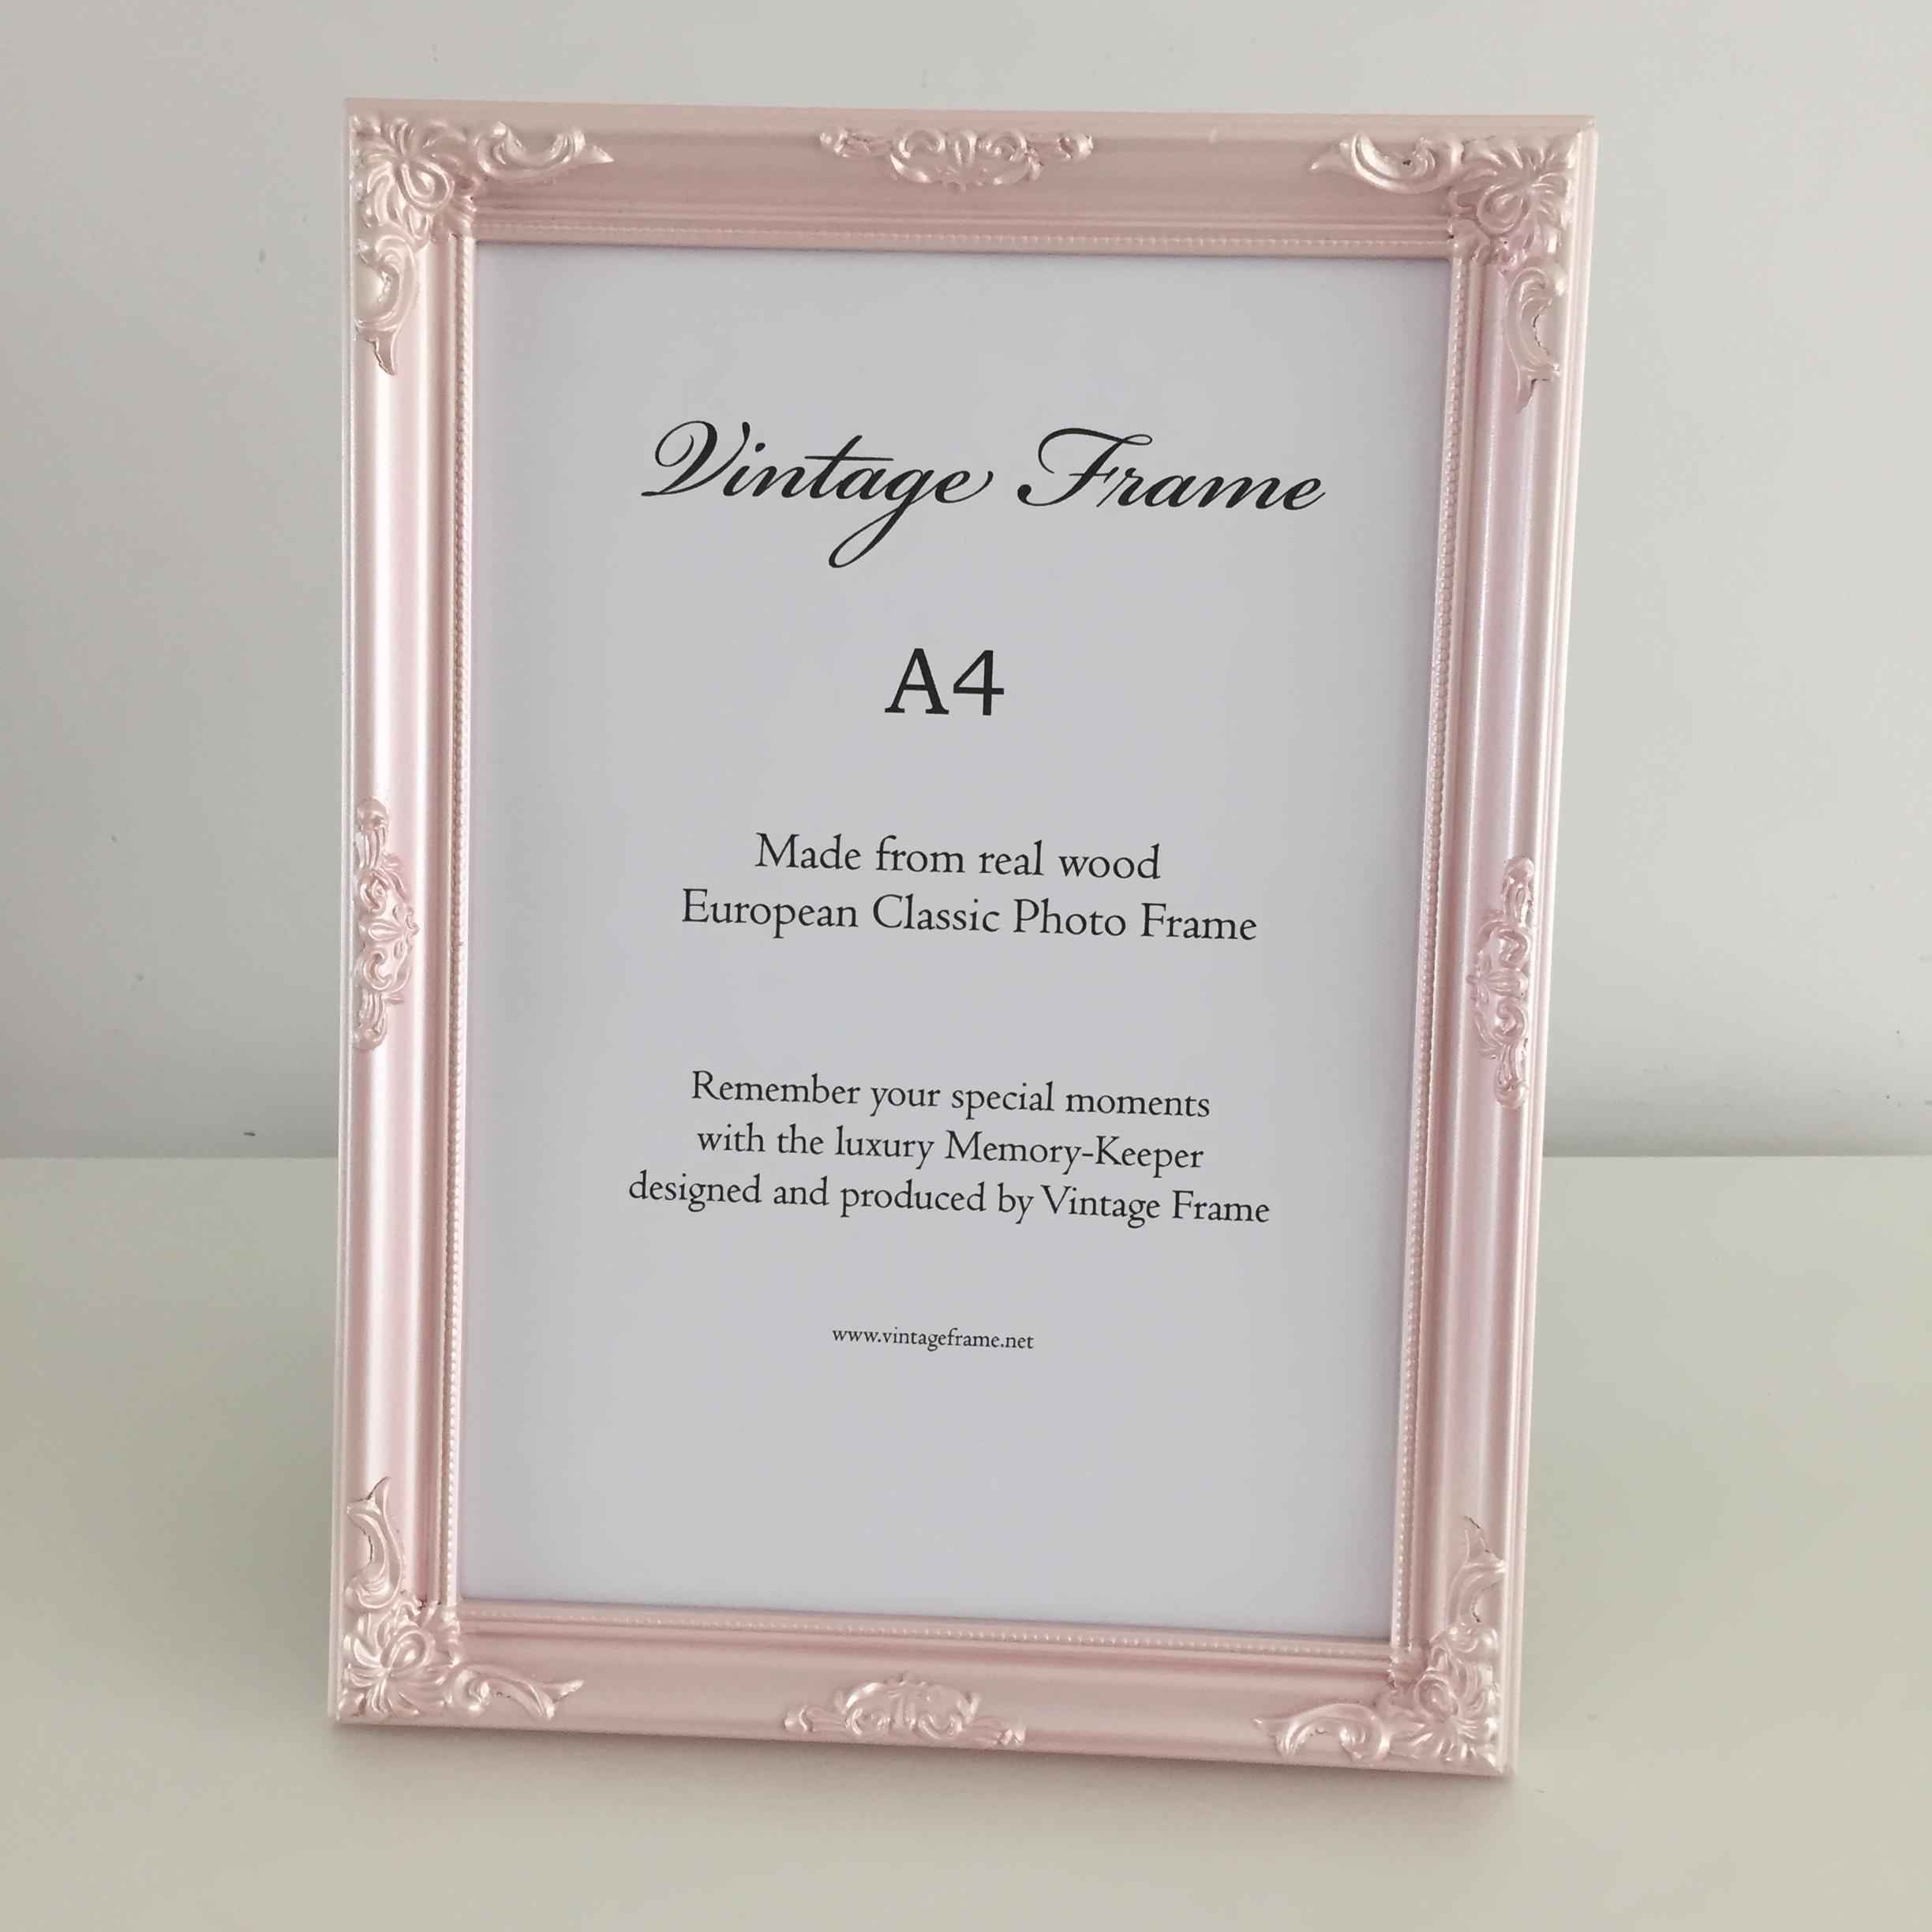 Vintage Frame
A4
Made from real wood
European Classic Photo Frame
Remember your special moments
with the luxury Memory-Keeper
designed and produced by Vintage Frame
www.vintageframe.net